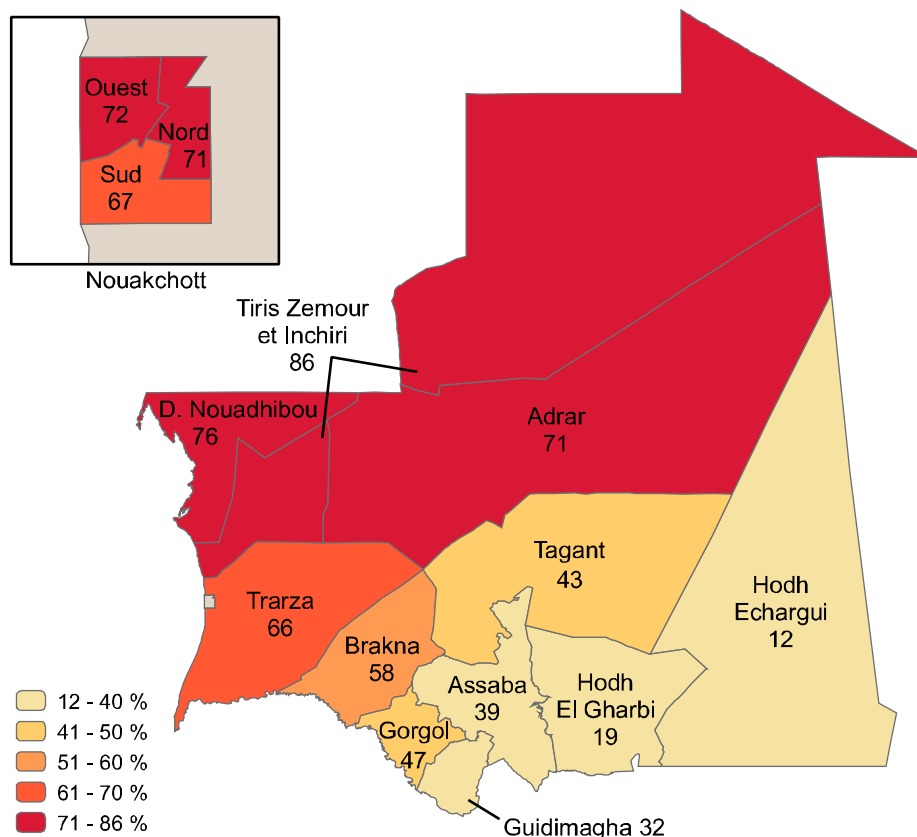 Ouest
72
Nord
71
Sud
67
Nouakchott
Tiris Zemour
et Inchiri
86
D. Nouadhibou
76
Adrar
71
Tagant
43
Hodh
Echargui
12
Trarza
66
Brakna
58
Assaba
39
Hodh
El Gharbi
19
Gorgol
47
Guidimagha 32
12 - 40 %
41 - 50 %
51 - 60 %
61 - 70 %
71 - 86 %